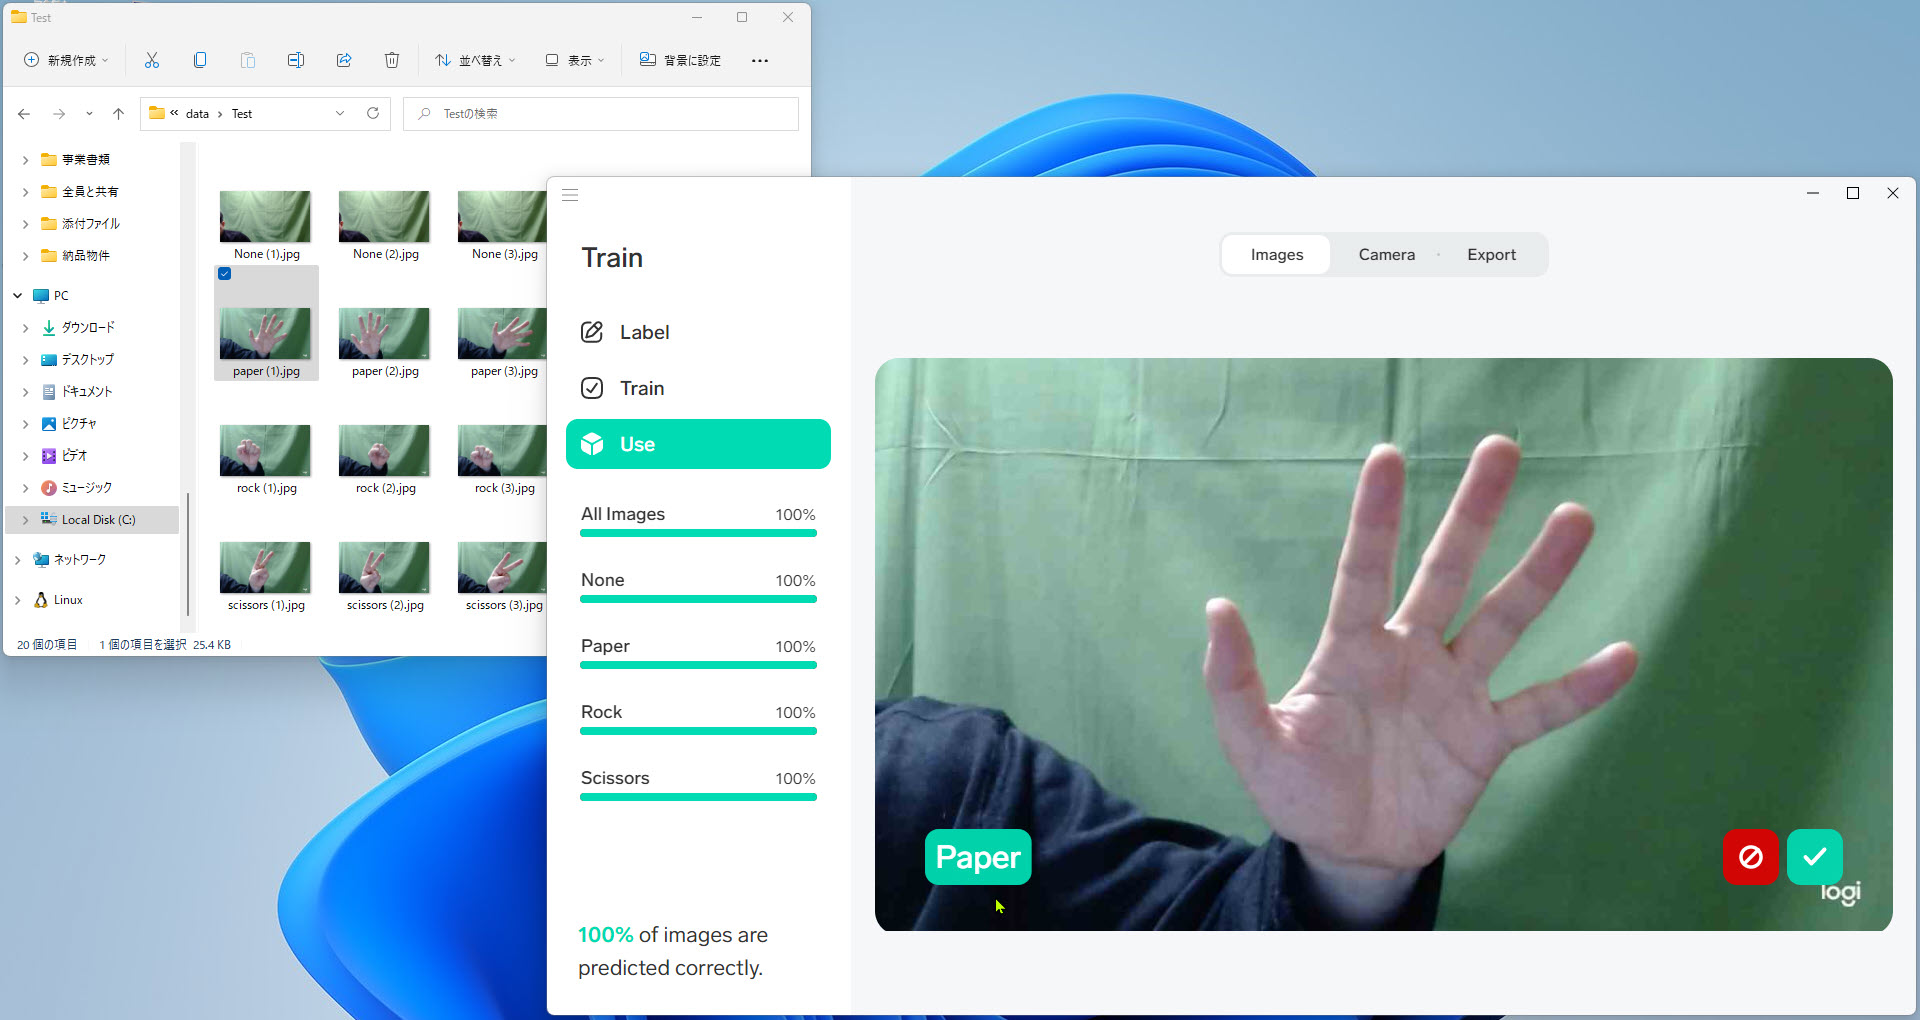 Test
新規作成
並べ替え
表示
背景に設定
« data › Test
Testの検索
事業書類
全員と共有
添付ファイル
納品物件
PC
ダウンロード
デスクトップ
ドキュメント
ピクチャ
ビデオ
ミュージック
Local Disk (C:)
ネットワーク
Linux
None (1).jpg
None (2).jpg
None (3).jpg
paper (1).jpg
paper (2).jpg
paper (3).jpg
rock (1).jpg
rock (2).jpg
rock (3).jpg
scissors (1).jpg
scissors (2).jpg
scissors (3).jpg
20 個の項目
1 個の項目を選択 25.4 KB
Train
Label
Train
Use
All Images 100%
None 100%
Paper 100%
Rock 100%
Scissors 100%
100% of images are
predicted correctly.
Images
Camera
Export
Paper
logi